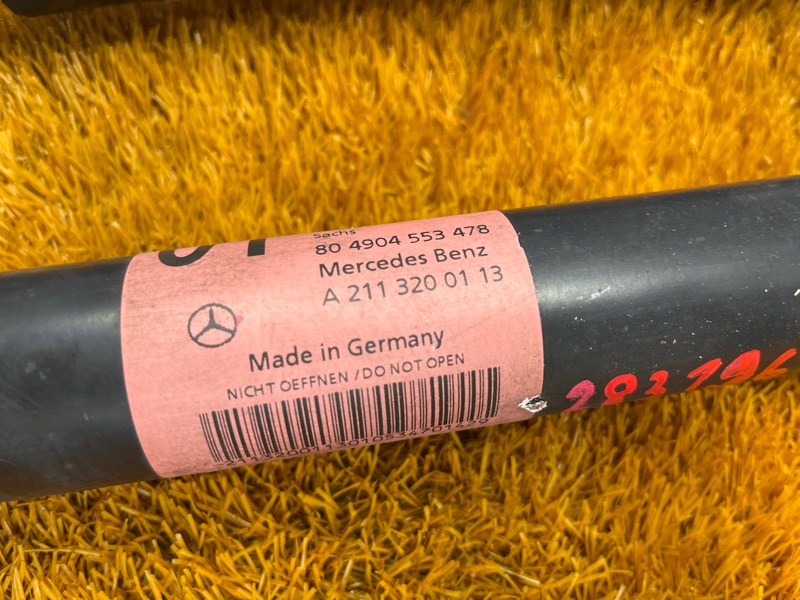 Sachs
80 4904 553 478
Mercedes Benz
A 211 320 01 13
Made in Germany
NICHT OEFFNEN / DO NOT OPEN